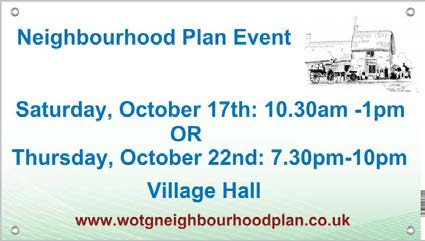 Neighbourhood Plan Event
Saturday, October 17th: 10.30am -1pm
OR
Thursday, October 22nd: 7.30pm-10pm
Village Hall
www.wotgneighbourhoodplan.co.uk